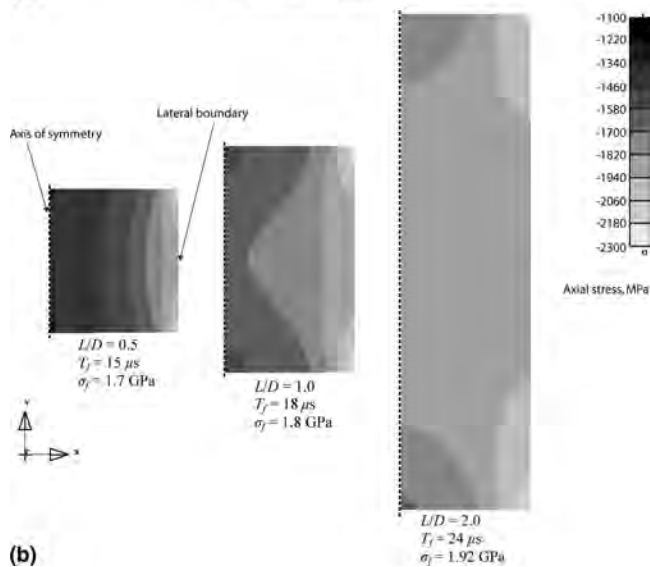 -1100
-1220
-1340
-1460
-1580
-1700
-1820
-1940
-2060
-2180
-2300
σ
Axial stress, MPa
Axis of symmetry
Lateral boundary
L/D = 0.5
T_f = 15 μs
σ_f = 1.7 GPa
L/D = 1.0
T_f = 18 μs
σ_f = 1.8 GPa
L/D = 2.0
T_f = 24 μs
σ_f = 1.92 GPa
Y
X
(b)